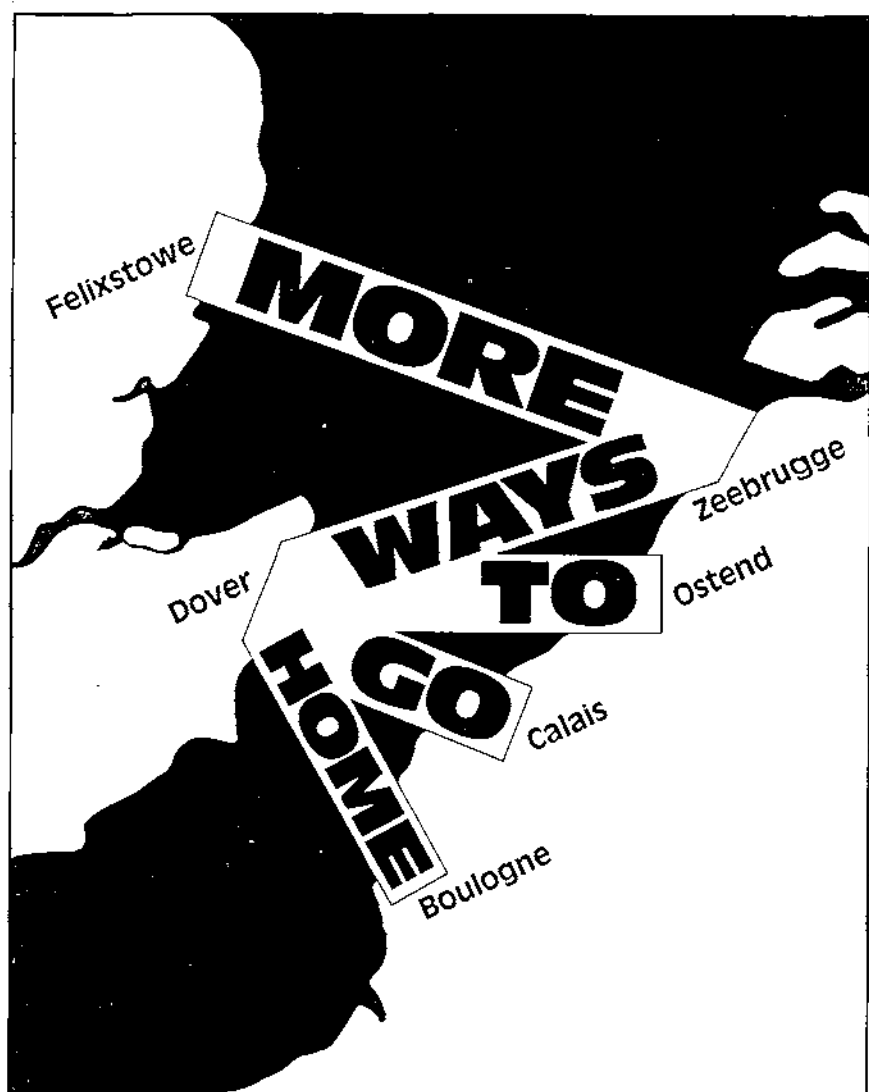 Felixstowe
MORE
WAYS
Zeebrugge
Dover
TO
Ostend
GO
Calais
HOME
Boulogne